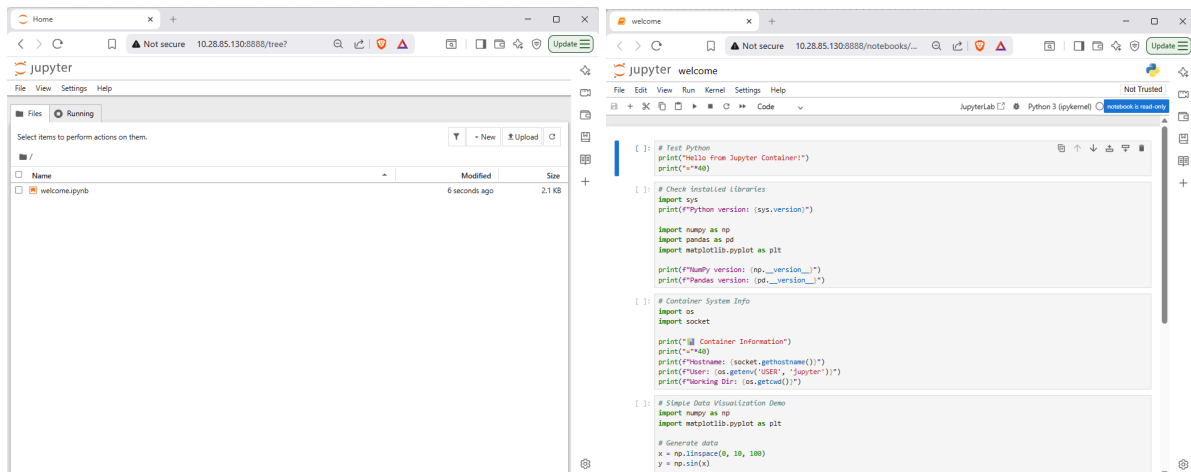 Home
Not secure 10.28.85.130:8888/tree?
Update
jupyter
File View Settings Help
Files Running
Select items to perform actions on them.
New Upload
/
Name Modified Size
welcome.ipynb 6 seconds ago 2.1 KB
welcome
Not secure 10.28.85.130:8888/notebooks/...
Update
jupyter welcome
File Edit View Run Kernel Settings Help Not Trusted
Code JupyterLab Python 3 (ipykernel) notebook is read-only
[ ]: # Test Python
print("Hello from Jupyter Container!")
print("="*40)
[ ]: # Check installed libraries
import sys
print(f"Python version: {sys.version}")
import numpy as np
import pandas as pd
import matplotlib.pyplot as plt
print(f"NumPy version: {np.__version__}")
print(f"Pandas version: {pd.__version__}")
[ ]: # Container System Info
import os
import socket
print("📊 Container Information")
print("="*40)
print(f"Hostname: {socket.gethostname()}")
print(f"User: {os.getenv('USER', 'jupyter')}")
print(f"Working Dir: {os.getcwd()}")
[ ]: # Simple Data Visualization Demo
import numpy as np
import matplotlib.pyplot as plt
# Generate data
x = np.linspace(0, 10, 100)
y = np.sin(x)